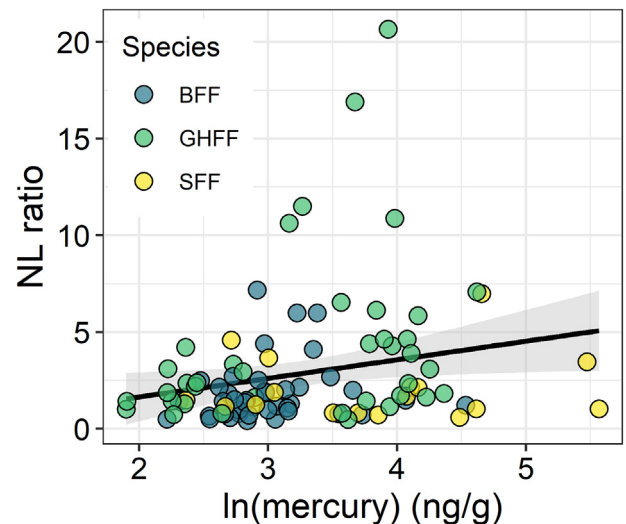 Species
BFF
GHFF
SFF
20
15
10
5
0
NL ratio
2 3 4 5
ln(mercury) (ng/g)